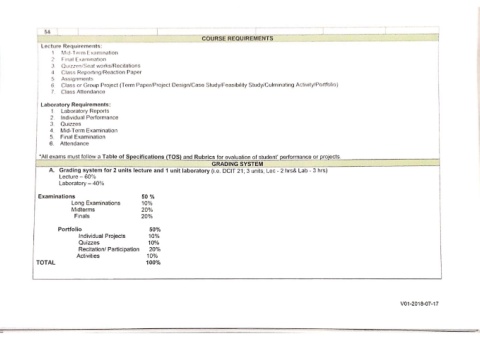 54
COURSE REQUIREMENTS
Lecture Requirements:
1. Mid-Term Examination
2. Final Examination
3. Quizzes/Seat works/Recitations
4. Class Reporting/Reaction Paper
5. Assignments
6. Class or Group Project (Term Paper/Project Design/Case Study/Feasibility Study/Culminating Activity/Portfolio)
7. Class Attendance
Laboratory Requirements:
1. Laboratory Reports
2. Individual Performance
3. Quizzes
4. Mid-Term Examination
5. Final Examination
6. Attendance
*All exams must follow a Table of Specifications (TOS) and Rubrics for evaluation of student' performance or projects.
GRADING SYSTEM
A. Grading system for 2 units lecture and 1 unit laboratory (i.e. DCIT 21, 3 units, Lec - 2 hrs& Lab - 3 hrs)
Lecture – 60%
Laboratory – 40%
Examinations 50 %
Long Examinations 10%
Midterms 20%
Finals 20%
Portfolio 50%
Individual Projects 10%
Quizzes 10%
Recitation/ Participation 20%
Activities 10%
TOTAL 100%
V01-2018-07-17